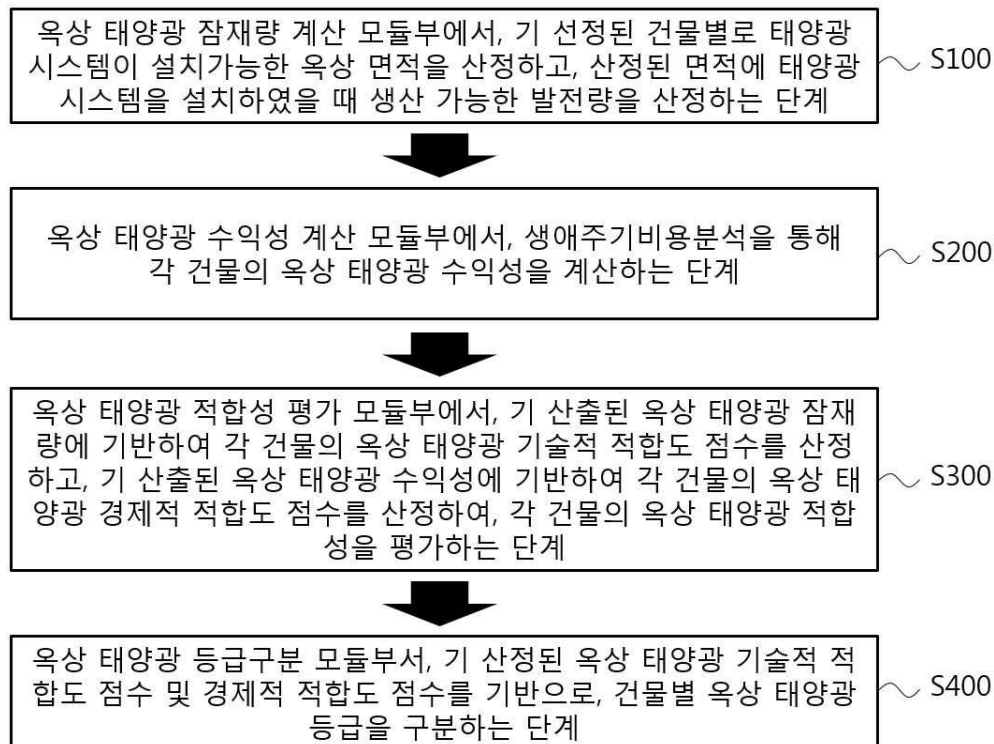 옥상 태양광 잠재량 계산 모듈부에서, 기 선정된 건물별로 태양광
시스템이 설치가능한 옥상 면적을 산정하고, 산정된 면적에 태양광
시스템을 설치하였을 때 생산 가능한 발전량을 산정하는 단계
S100
옥상 태양광 수익성 계산 모듈부에서, 생애주기비용분석을 통해
각 건물의 옥상 태양광 수익성을 계산하는 단계
S200
옥상 태양광 적합성 평가 모듈부에서, 기 산출된 옥상 태양광 잠재
량에 기반하여 각 건물의 옥상 태양광 기술적 적합도 점수를 산정
하고, 기 산출된 옥상 태양광 수익성에 기반하여 각 건물의 옥상 태
양광 경제적 적합도 점수를 산정하여, 각 건물의 옥상 태양광 적합
성을 평가하는 단계
S300
옥상 태양광 등급구분 모듈부서, 기 산정된 옥상 태양광 기술적 적
합도 점수 및 경제적 적합도 점수를 기반으로, 건물별 옥상 태양광
등급을 구분하는 단계
S400